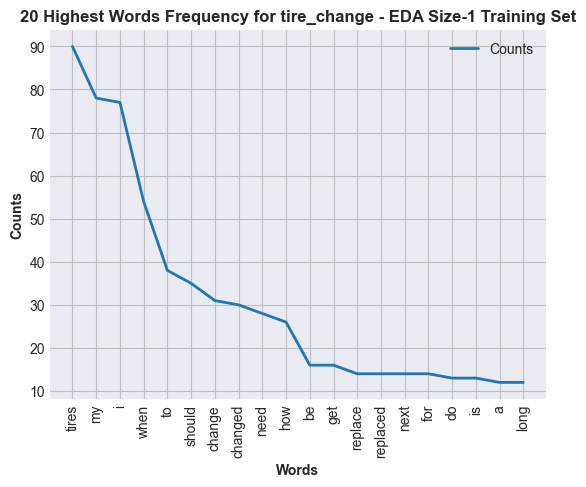 20 Highest Words Frequency for tire_change - EDA Size-1 Training Set
Counts
90
80
70
60
50
40
30
20
10
Counts
tires
my
i
when
to
should
change
changed
need
how
be
get
replace
replaced
next
for
do
is
a
long
Words